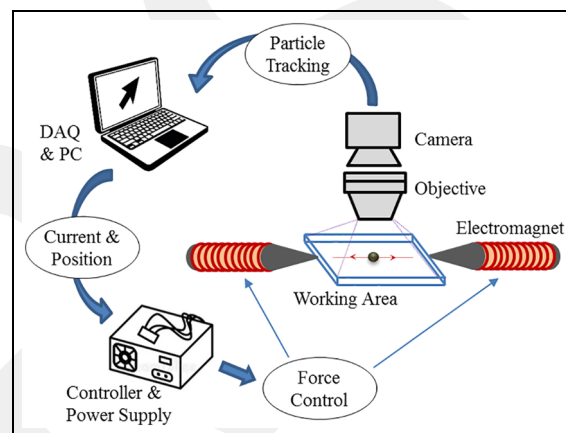 Particle
Tracking
DAQ
& PC
Camera
Objective
Electromagnet
Current &
Position
Working Area
Controller &
Power Supply
Force
Control